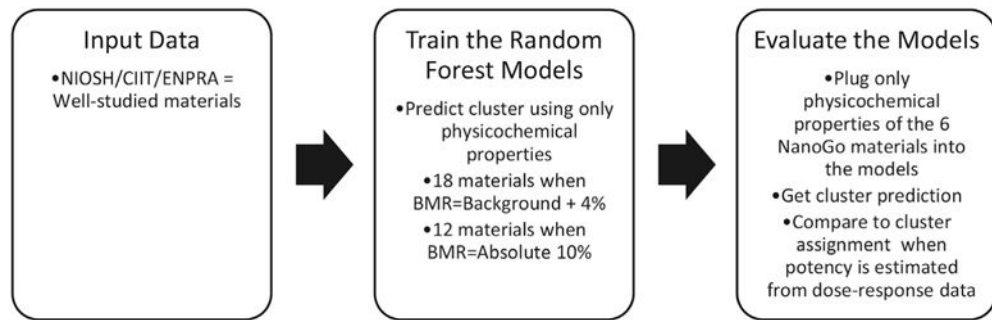 Input Data
•NIOSH/CIIT/ENPRA =
Well-studied materials
Train the Random
Forest Models
•Predict cluster using only
physicochemical
properties
•18 materials when
BMR=Background + 4%
•12 materials when
BMR=Absolute 10%
Evaluate the Models
•Plug only
physicochemical
properties of the 6
NanoGo materials into
the models
•Get cluster prediction
•Compare to cluster
assignment when
potency is estimated
from dose-response data